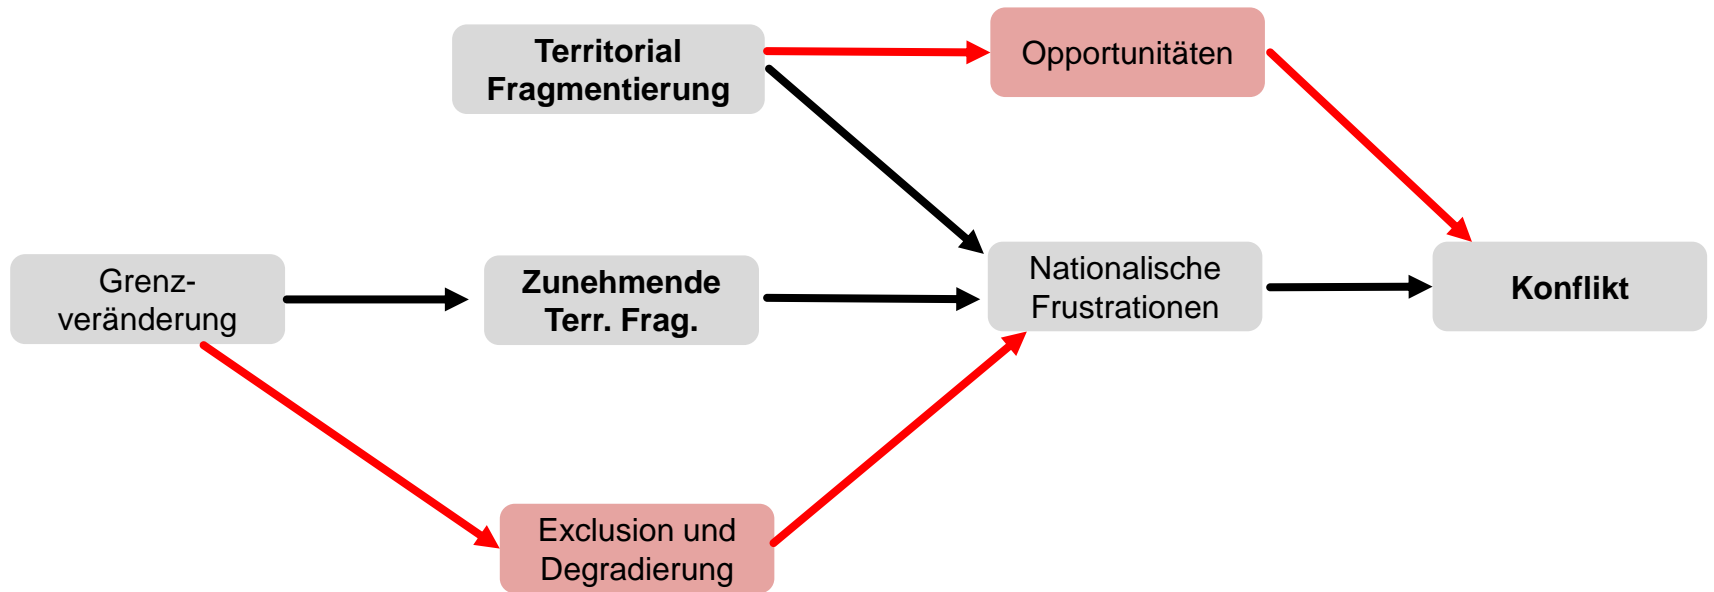 Territorial
Fragmentierung
Opportunitäten
Grenz-
veränderung
Zunehmende
Terr. Frag.
Nationalische
Frustrationen
Konflikt
Exclusion und
Degradierung